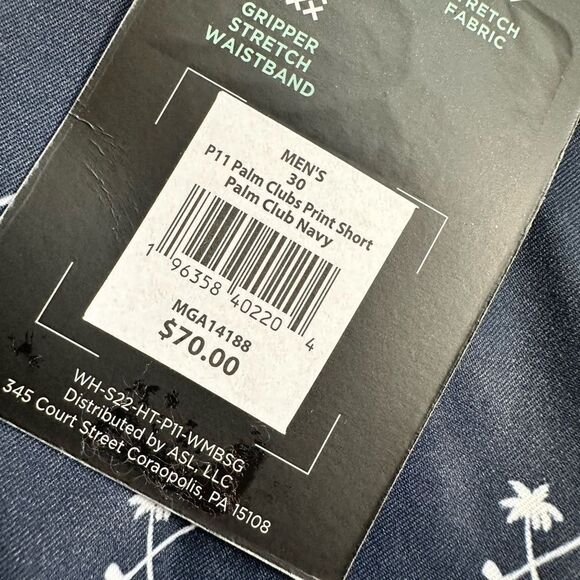 GRIPPER
STRETCH
WAISTBAND
FABRIC
MEN'S
30
P11 Palm Clubs Print Short
Palm Club Navy
1 96358 40220 4
MGA14188
$70.00
WH-S22-HT-P11-WMBSG
Distributed by ASL, LLC
345 Court Street Coraopolis, PA 15108